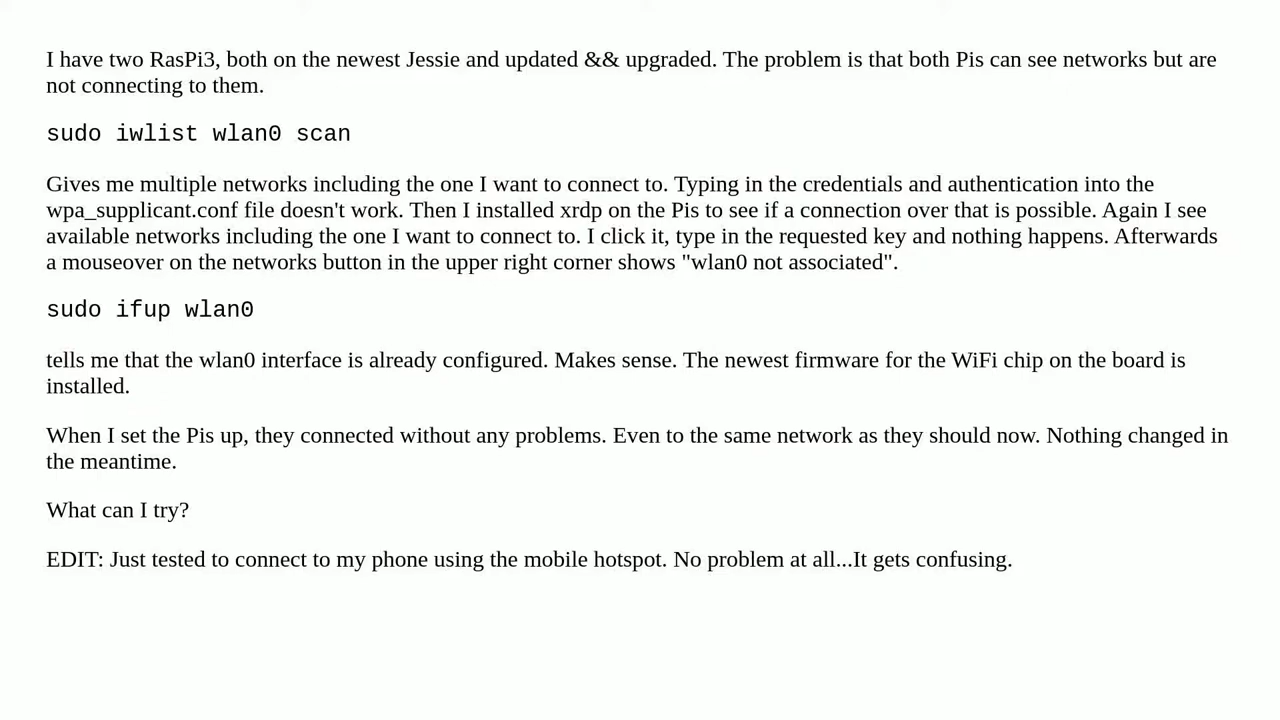 I have two RasPi3, both on the newest Jessie and updated && upgraded. The problem is that both Pis can see networks but are
not connecting to them.
sudo iwlist wlan0 scan
Gives me multiple networks including the one I want to connect to. Typing in the credentials and authentication into the
wpa_supplicant.conf file doesn't work. Then I installed xrdp on the Pis to see if a connection over that is possible. Again I see
available networks including the one I want to connect to. I click it, type in the requested key and nothing happens. Afterwards
a mouseover on the networks button in the upper right corner shows "wlan0 not associated".
sudo ifup wlan0
tells me that the wlan0 interface is already configured. Makes sense. The newest firmware for the WiFi chip on the board is
installed.
When I set the Pis up, they connected without any problems. Even to the same network as they should now. Nothing changed in
the meantime.
What can I try?
EDIT: Just tested to connect to my phone using the mobile hotspot. No problem at all...It gets confusing.